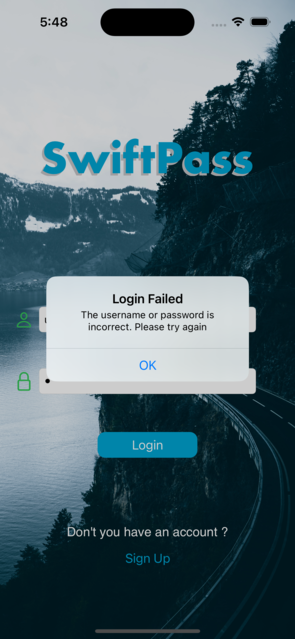 5:48
SwiftPass
Login Failed
The username or password is
incorrect. Please try again
OK
Login
Don't you have an account ?
Sign Up